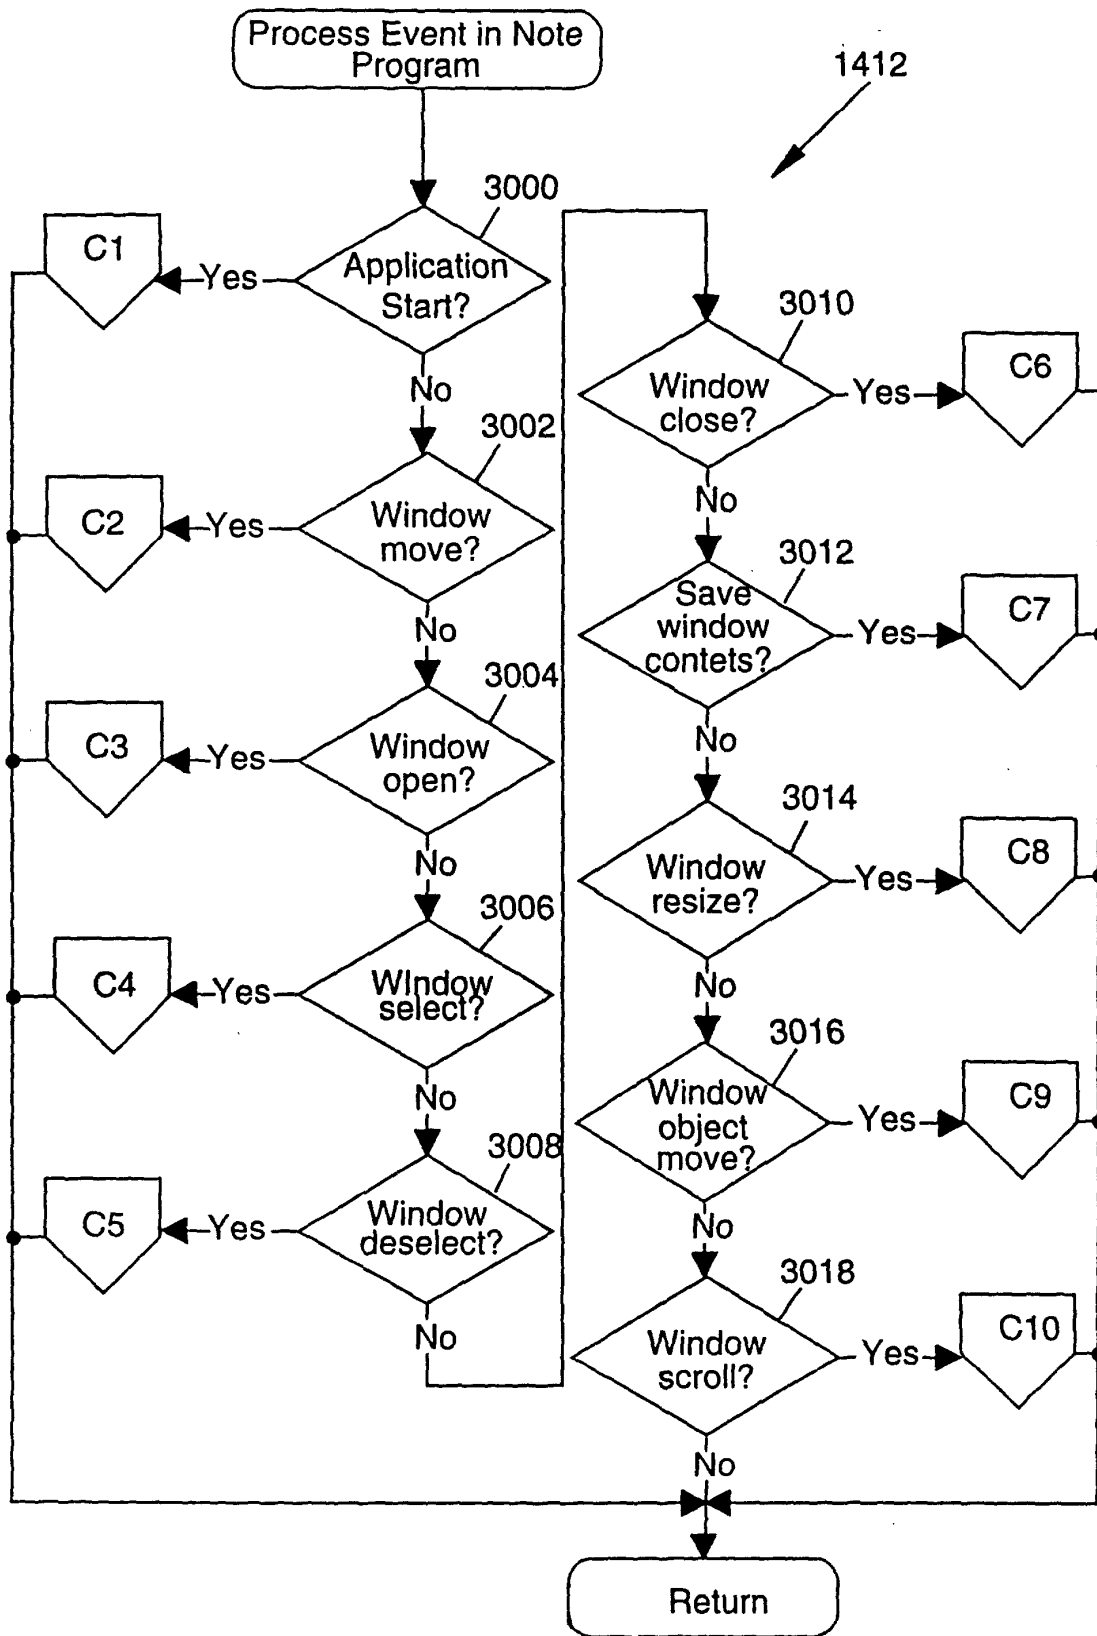 Process Event in Note
Program
1412
3000
Application
Start?
Yes
C1
No
3002
Window
move?
Yes
C2
No
3004
Window
open?
Yes
C3
No
3006
WIndow
select?
Yes
C4
No
3008
Window
deselect?
Yes
C5
No
3010
Window
close?
Yes
C6
No
3012
Save
window
contets?
Yes
C7
No
3014
Window
resize?
Yes
C8
No
3016
Window
object
move?
Yes
C9
No
3018
Window
scroll?
Yes
C10
No
Return